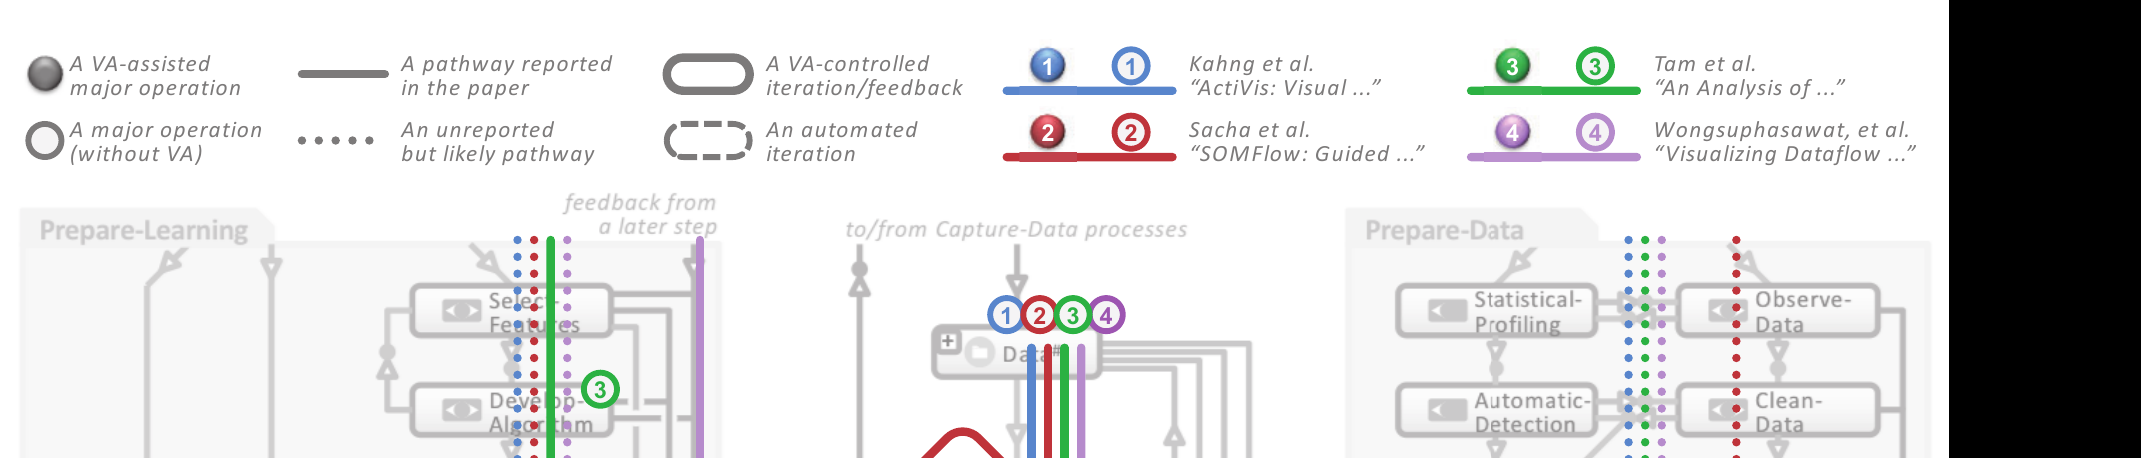 A VA-assisted
major operation
A pathway reported
in the paper
A VA-controlled
iteration/feedback
1 1
Kahng et al.
“ActiVis: Visual ...”
3 3
Tam et al.
“An Analysis of ...”
A major operation
(without VA)
An unreported
but likely pathway
An automated
iteration
2 2
Sacha et al.
“SOMFlow: Guided ...”
4 4
Wongsuphasawat, et al.
“Visualizing Dataflow ...”
feedback from
a later step
Prepare-Learning
Select-
Features
Develop-
Algorithm
3
to/from Capture-Data processes
1 2 3 4
Data#
Prepare-Data
Statistical-
Profiling
Observe-
Data
Automatic-
Detection
Clean-
Data